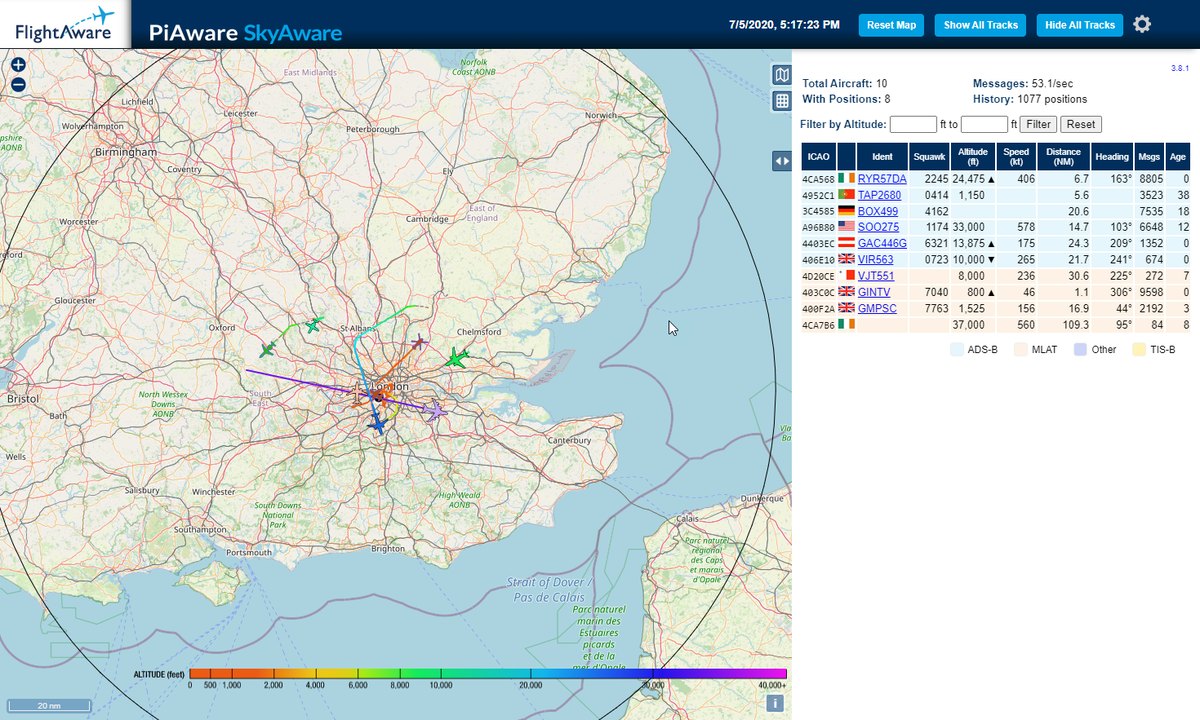 FlightAware
PiAware SkyAware
7/5/2020, 5:17:23 PM
Reset Map
Show All Tracks
Hide All Tracks
3.8.1
Total Aircraft: 10
Messages: 53.1/sec
With Positions: 8
History: 1077 positions
Filter by Altitude: ft to ft Filter Reset
ICAO Ident Squawk Altitude (ft) Speed (kt) Distance (NM) Heading Msgs Age
4CA568 RYR57DA 2245 24,475 ▲ 406 6.7 163° 8805 0
4952C1 TAP2680 0414 1,150 5.6 3523 38
3C4585 BOX499 4162 20.6 7535 18
A96B80 SOO275 1174 33,000 578 14.7 103° 6648 12
4403EC GAC446G 6321 13,875 ▲ 175 24.3 209° 1352 0
406E10 VIR563 0723 10,000 ▼ 265 21.7 241° 674 0
4D20CE VJT551 8,000 236 30.6 225° 272 7
403C0C GINTV 7040 800 ▲ 46 1.1 306° 9598 0
400F2A GMPSC 7763 1,525 156 16.9 44° 2192 3
4CA7B6 37,000 560 109.3 95° 84 8
ADS-B
MLAT
Other
TIS-B
Norfolk
Coast AONB
East Midlands
Lichfield
Leicester
Norwich
Wolverhampton
Peterborough
pshire
AONB
Birmingham
Coventry
Ely
Worcester
Cambridge
East of
England
reford
Gloucester
Oxford
St Albans
Chelmsford
London
Bristol
North Wessex
Downs
AONB
South
East
Bath
Wells
Canterbury
Salisbury
Winchester
High Weald
AONB
South Downs
National
Park
Southampton
Portsmouth
Brighton
Dunkerque
Calais
Vla
Ba
Parc naturel
régional
des Caps
et marais
d'Opale
Strait of Dover /
Pas de Calais
Parc naturel
marin des
Estuaires
picards
et de la
mer d'Opale
ALTITUDE (feet)
0 500 1,000 2,000 4,000 6,000 8,000 10,000 20,000 30,000 40,000+
20 nm
i